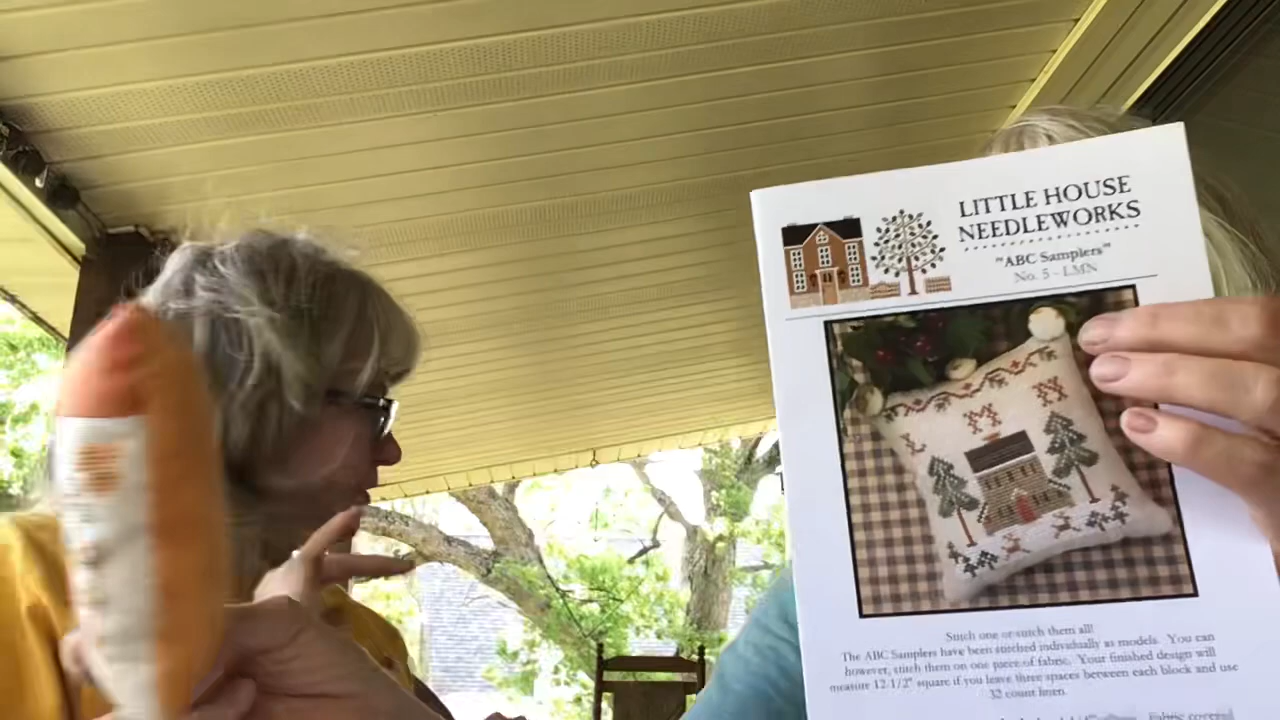 LITTLE HOUSE
NEEDLEWORKS
"ABC Samplers"
No. 5 - LMN
L M N
Stitch one or stitch them all!
The ABC Samplers have been stitched individually as models. You can
however, stitch them on one piece of fabric. Your finished design will
measure 12-1/2" square if you leave three spaces between each block and use
32 count linen.